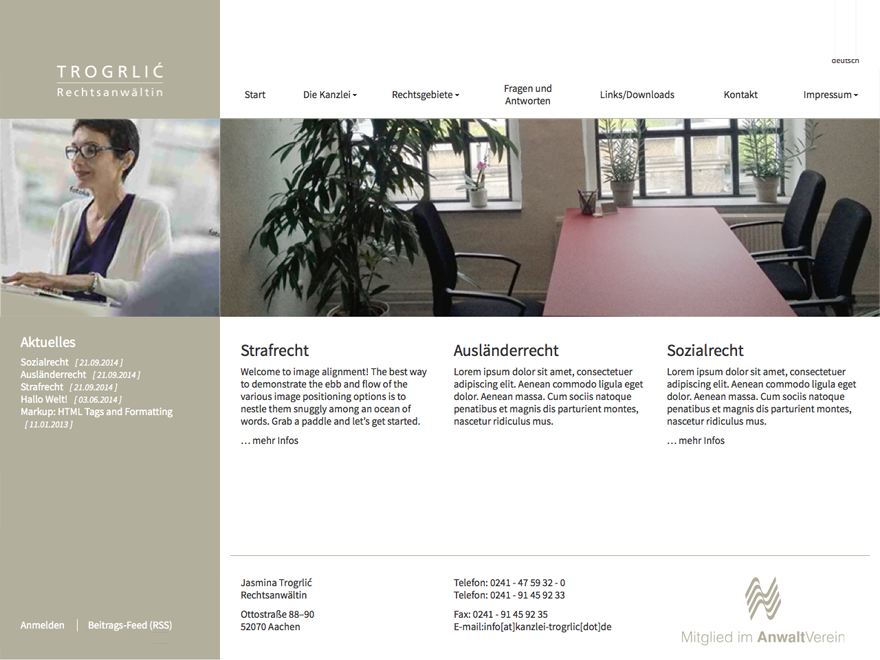 deutsch
TROGRLIĆ
Rechtsanwältin
Start
Die Kanzlei
Rechtsgebiete
Fragen und
Antworten
Links/Downloads
Kontakt
Impressum
fotolia
Aktuelles
Sozialrecht [ 21.09.2014 ]
Ausländerrecht [ 21.09.2014 ]
Strafrecht [ 21.09.2014 ]
Hallo Welt! [ 03.06.2014 ]
Markup: HTML Tags and Formatting
[ 11.01.2013 ]
Anmelden
Beitrags-Feed (RSS)
Strafrecht
Welcome to image alignment! The best way
to demonstrate the ebb and flow of the
various image positioning options is to
nestle them snuggly among an ocean of
words. Grab a paddle and let's get started.
… mehr Infos
Ausländerrecht
Lorem ipsum dolor sit amet, consectetuer
adipiscing elit. Aenean commodo ligula eget
dolor. Aenean massa. Cum sociis natoque
penatibus et magnis dis parturient montes,
nascetur ridiculus mus.
Sozialrecht
Lorem ipsum dolor sit amet, consectetuer
adipiscing elit. Aenean commodo ligula eget
dolor. Aenean massa. Cum sociis natoque
penatibus et magnis dis parturient montes,
nascetur ridiculus mus.
… mehr Infos
Jasmina Trogrlić
Rechtsanwältin
Ottostraße 88–90
52070 Aachen
Telefon: 0241 - 47 59 32 - 0
Telefon: 0241 - 91 45 92 33
Fax: 0241 - 91 45 92 35
E-mail:info[at]kanzlei-trogrlic[dot]de
Mitglied im AnwaltVerein